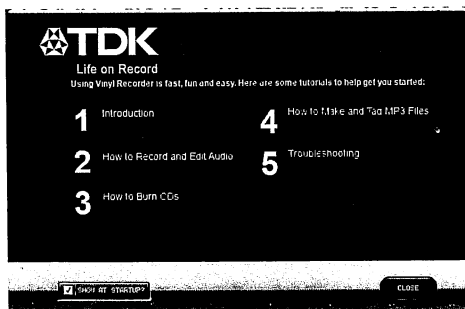 TDK
Life on Record
Using Vinyl Recorder is fast, fun and easy. Here are some tutorials to help get you started:
1 Introduction
2 How to Record and Edit Audio
3 How to Burn CDs
4 How to Make and Tag MP3 Files
5 Troubleshooting
SHOW AT STARTUP?
CLOSE